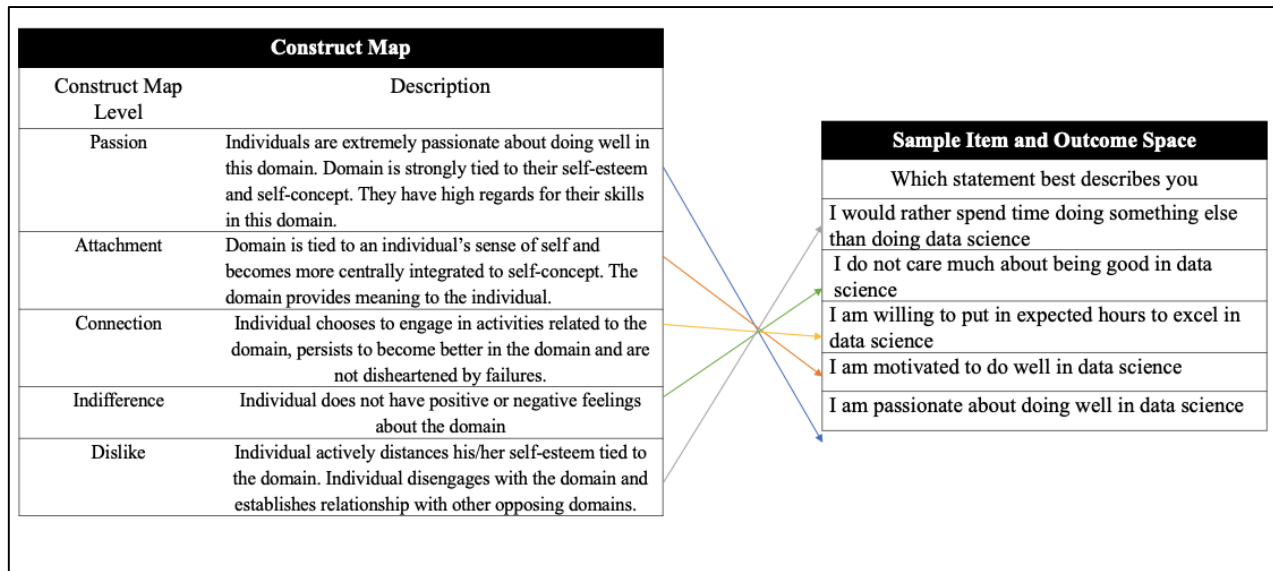 Construct Map
Construct Map
Level
Description
Passion
Individuals are extremely passionate about doing well in
this domain. Domain is strongly tied to their self-esteem
and self-concept. They have high regards for their skills
in this domain.
Attachment
Domain is tied to an individual's sense of self and
becomes more centrally integrated to self-concept. The
domain provides meaning to the individual.
Connection
Individual chooses to engage in activities related to the
domain, persists to become better in the domain and are
not disheartened by failures.
Indifference
Individual does not have positive or negative feelings
about the domain
Dislike
Individual actively distances his/her self-esteem tied to
the domain. Individual disengages with the domain and
establishes relationship with other opposing domains.
Sample Item and Outcome Space
Which statement best describes you
I would rather spend time doing something else
than doing data science
I do not care much about being good in data
science
I am willing to put in expected hours to excel in
data science
I am motivated to do well in data science
I am passionate about doing well in data science